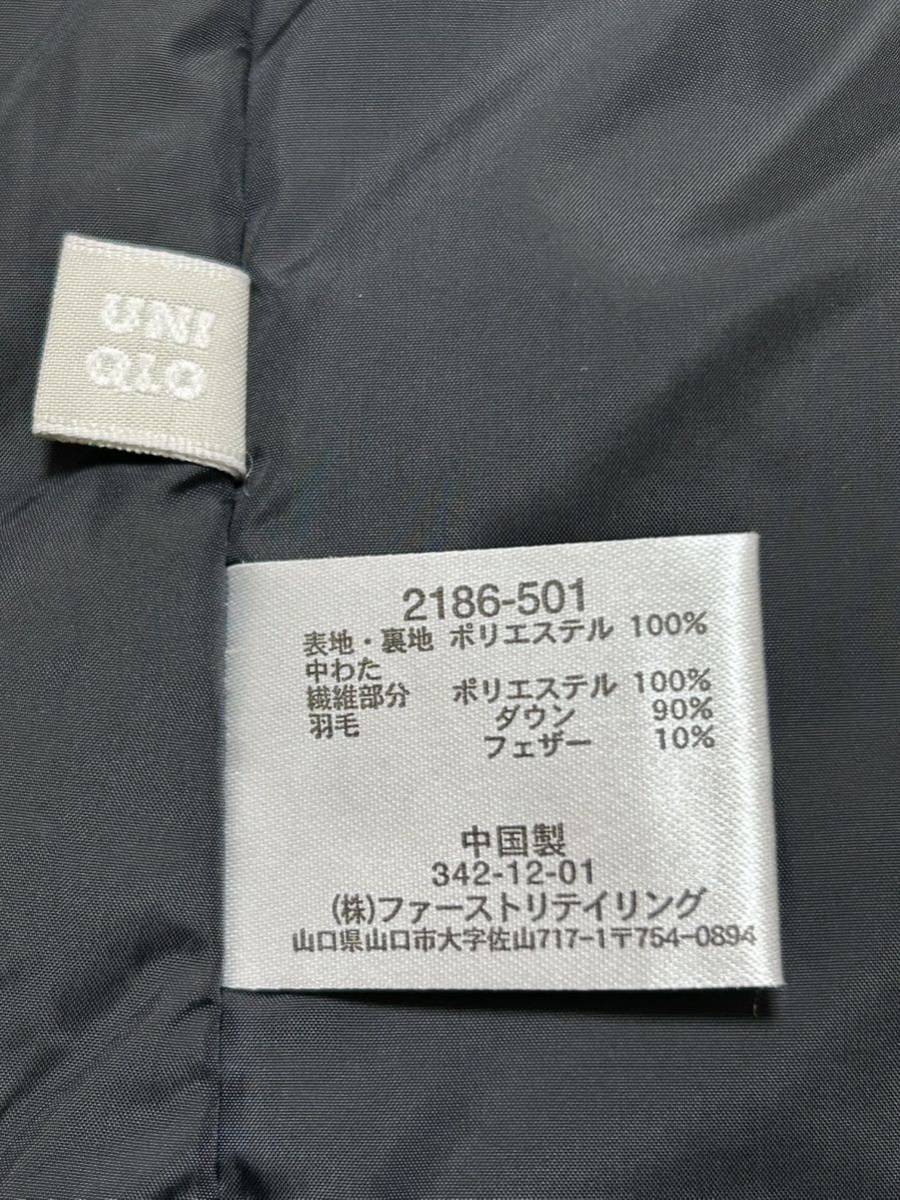 UNI
QLO
2186-501
表地・裏地 ポリエステル 100%
中わた
繊維部分 ポリエステル 100%
羽毛 ダウン 90%
フェザー 10%
中国製
342-12-01
(株)ファーストリテイリング
山口県山口市大字佐山717-1〒754-0894